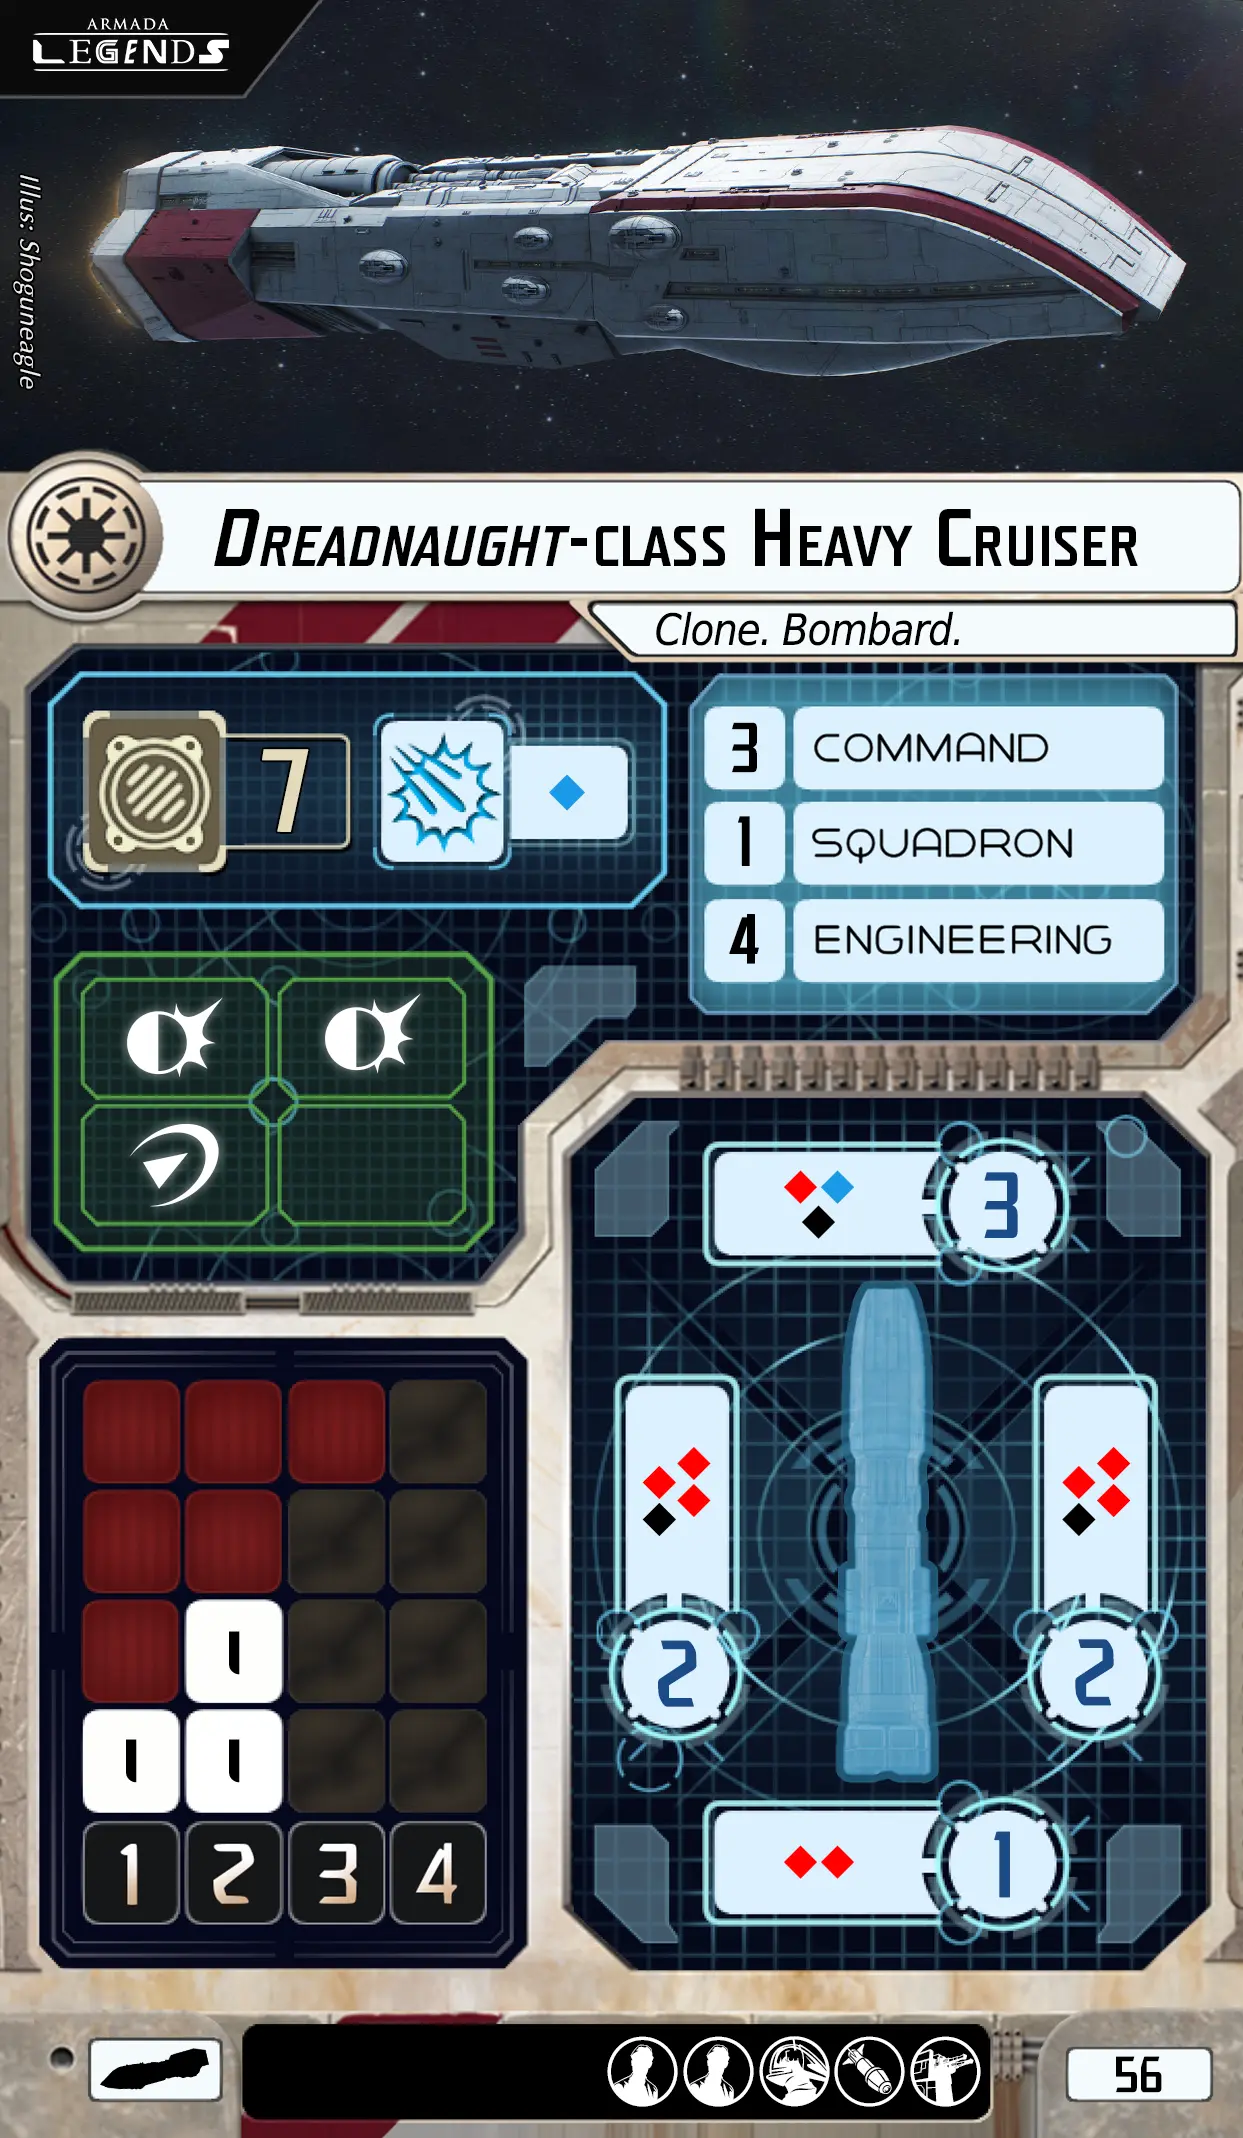 ARMADA
LEGENDS
Illus: Shoguneagle
DREADNAUGHT-CLASS HEAVY CRUISER
Clone. Bombard.
7
3 COMMAND
1 SQUADRON
4 ENGINEERING
3
2
2
1
I
I I
1 2 3 4
56